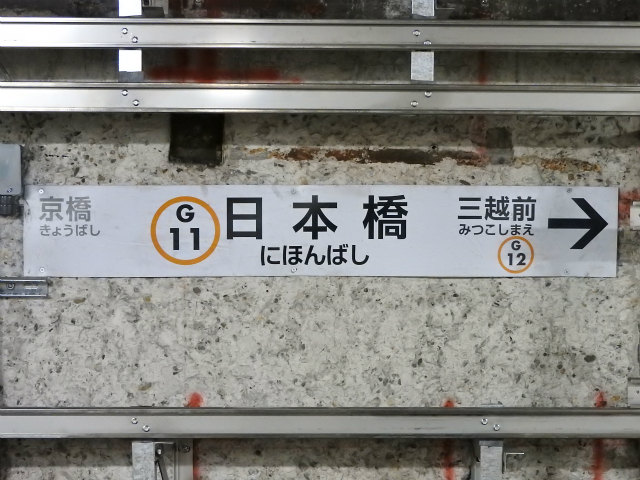 京橋
きょうばし
G
11
日本橋
にほんばし
三越前
みつこしまえ
G
12